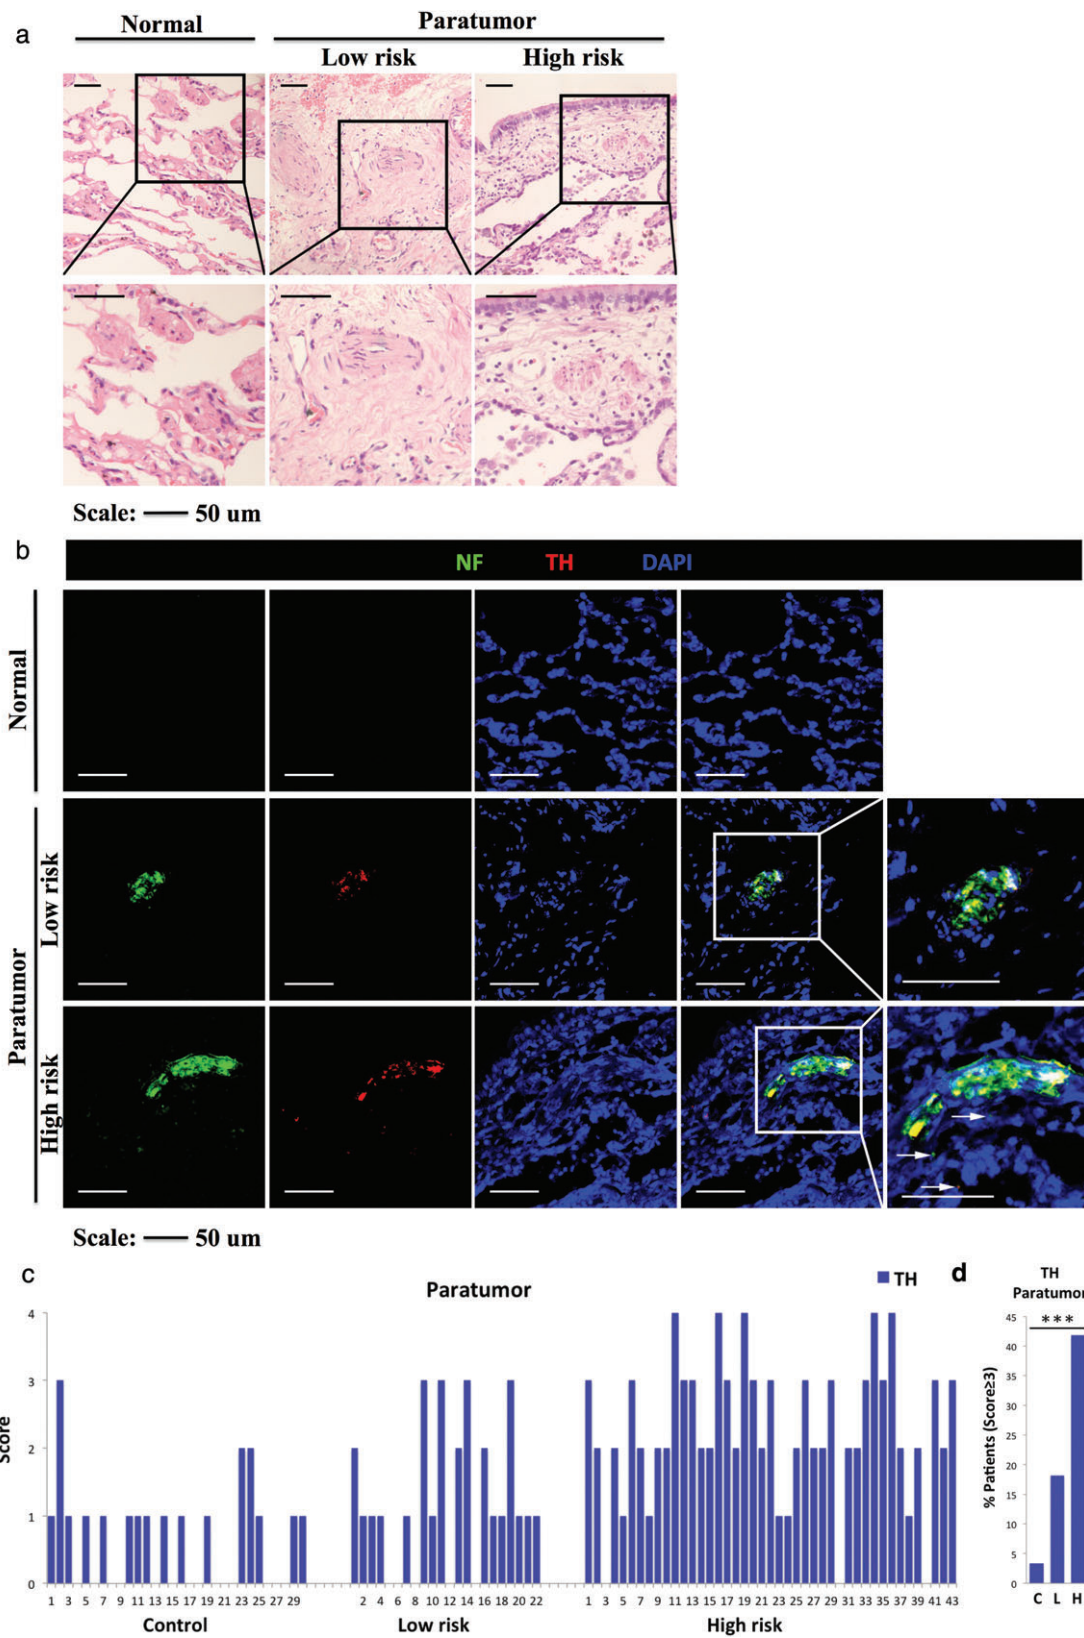 a
Normal
Paratumor
Low risk
High risk
Scale: 50 um
b
NF TH DAPI
Normal
Paratumor
Low risk
High risk
Scale: 50 um
c
Paratumor
TH
Score
4
3
2
1
0
1 3 5 7 9 11 13 15 17 19 21 23 25 27 29 2 4 6 8 10 12 14 16 18 20 22 1 3 5 7 9 11 13 15 17 19 21 23 25 27 29 31 33 35 37 39 41 43
Control Low risk High risk
d
TH
Paratumor
***
% Patients (Score≥3)
45
40
35
30
25
20
15
10
5
0
C L H